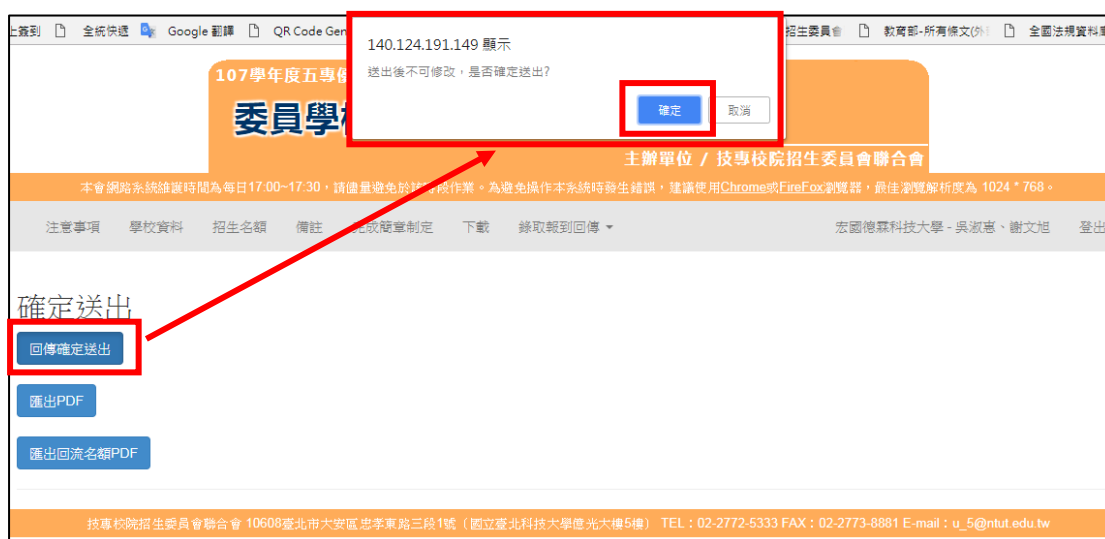 上簽到 全統快遞 Google 翻譯 QR Code Gen 招生委員會 教育部-所有條文(外 全國法規資料庫
140.124.191.149 顯示
送出後不可修改，是否確定送出?
確定 取消
107學年度五專優
委員學校
主辦單位 / 技專校院招生委員會聯合會
本會網路系統維護時間為每日17:00~17:30，請儘量避免於該時段作業。為避免操作本系統時發生錯誤，建議使用Chrome或FireFox瀏覽器，最佳瀏覽解析度為 1024 * 768。
注意事項 學校資料 招生名額 備註 完成簡章制定 下載 錄取報到回傳 宏國德霖科技大學 - 吳淑惠、謝文旭 登出
確定送出
回傳確定送出
匯出PDF
匯出回流名額PDF
技專校院招生委員會聯合會 10608臺北市大安區忠孝東路三段1號（國立臺北科技大學億光大樓5樓） TEL：02-2772-5333 FAX：02-2773-8881 E-mail：u_5@ntut.edu.tw